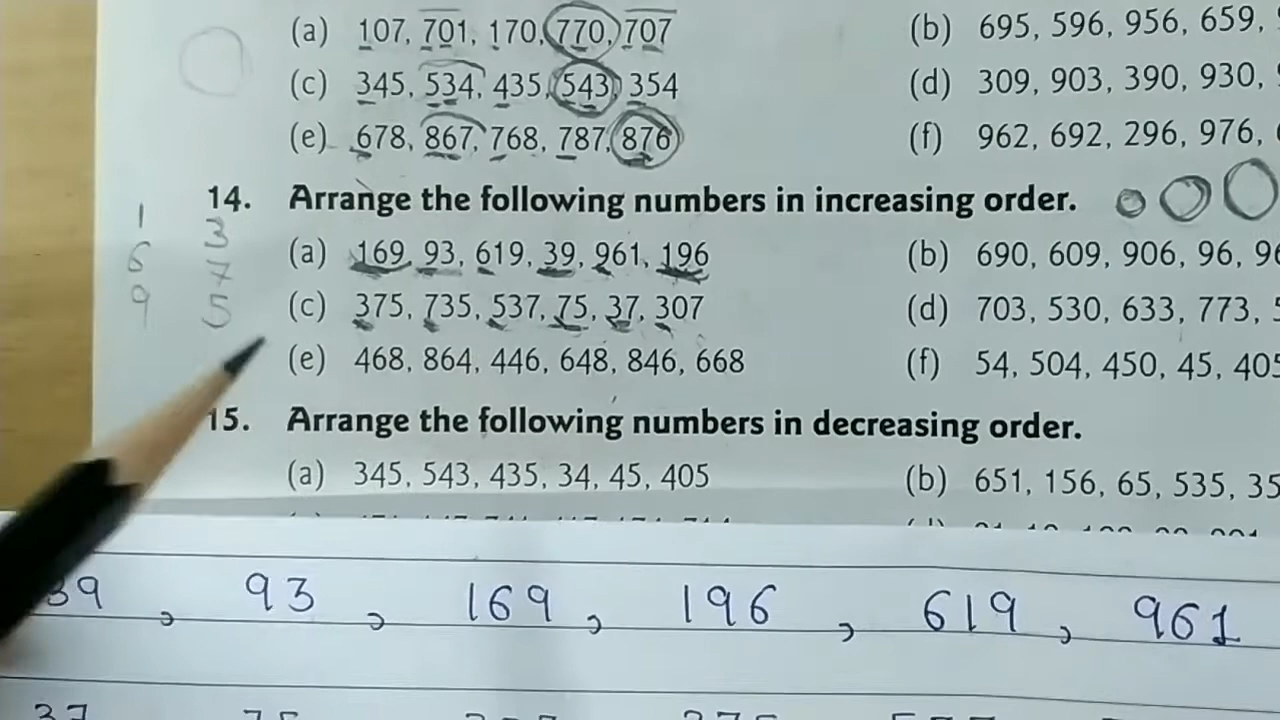 (a) 107, 701, 170, 770, 707 (b) 695, 596, 956, 659,
(c) 345, 534, 435, 543, 354 (d) 309, 903, 390, 930,
(e) 678, 867, 768, 787, 876 (f) 962, 692, 296, 976,
14. Arrange the following numbers in increasing order.
(a) 169, 93, 619, 39, 961, 196 (b) 690, 609, 906, 96,
(c) 375, 735, 537, 75, 37, 307 (d) 703, 530, 633, 773,
(e) 468, 864, 446, 648, 846, 668 (f) 54, 504, 450, 45, 405
1
6
9
3
5
15. Arrange the following numbers in decreasing order.
(a) 345, 543, 435, 34, 45, 405 (b) 651, 156, 65, 535,
39, 93, 169, 196, 619, 961
37